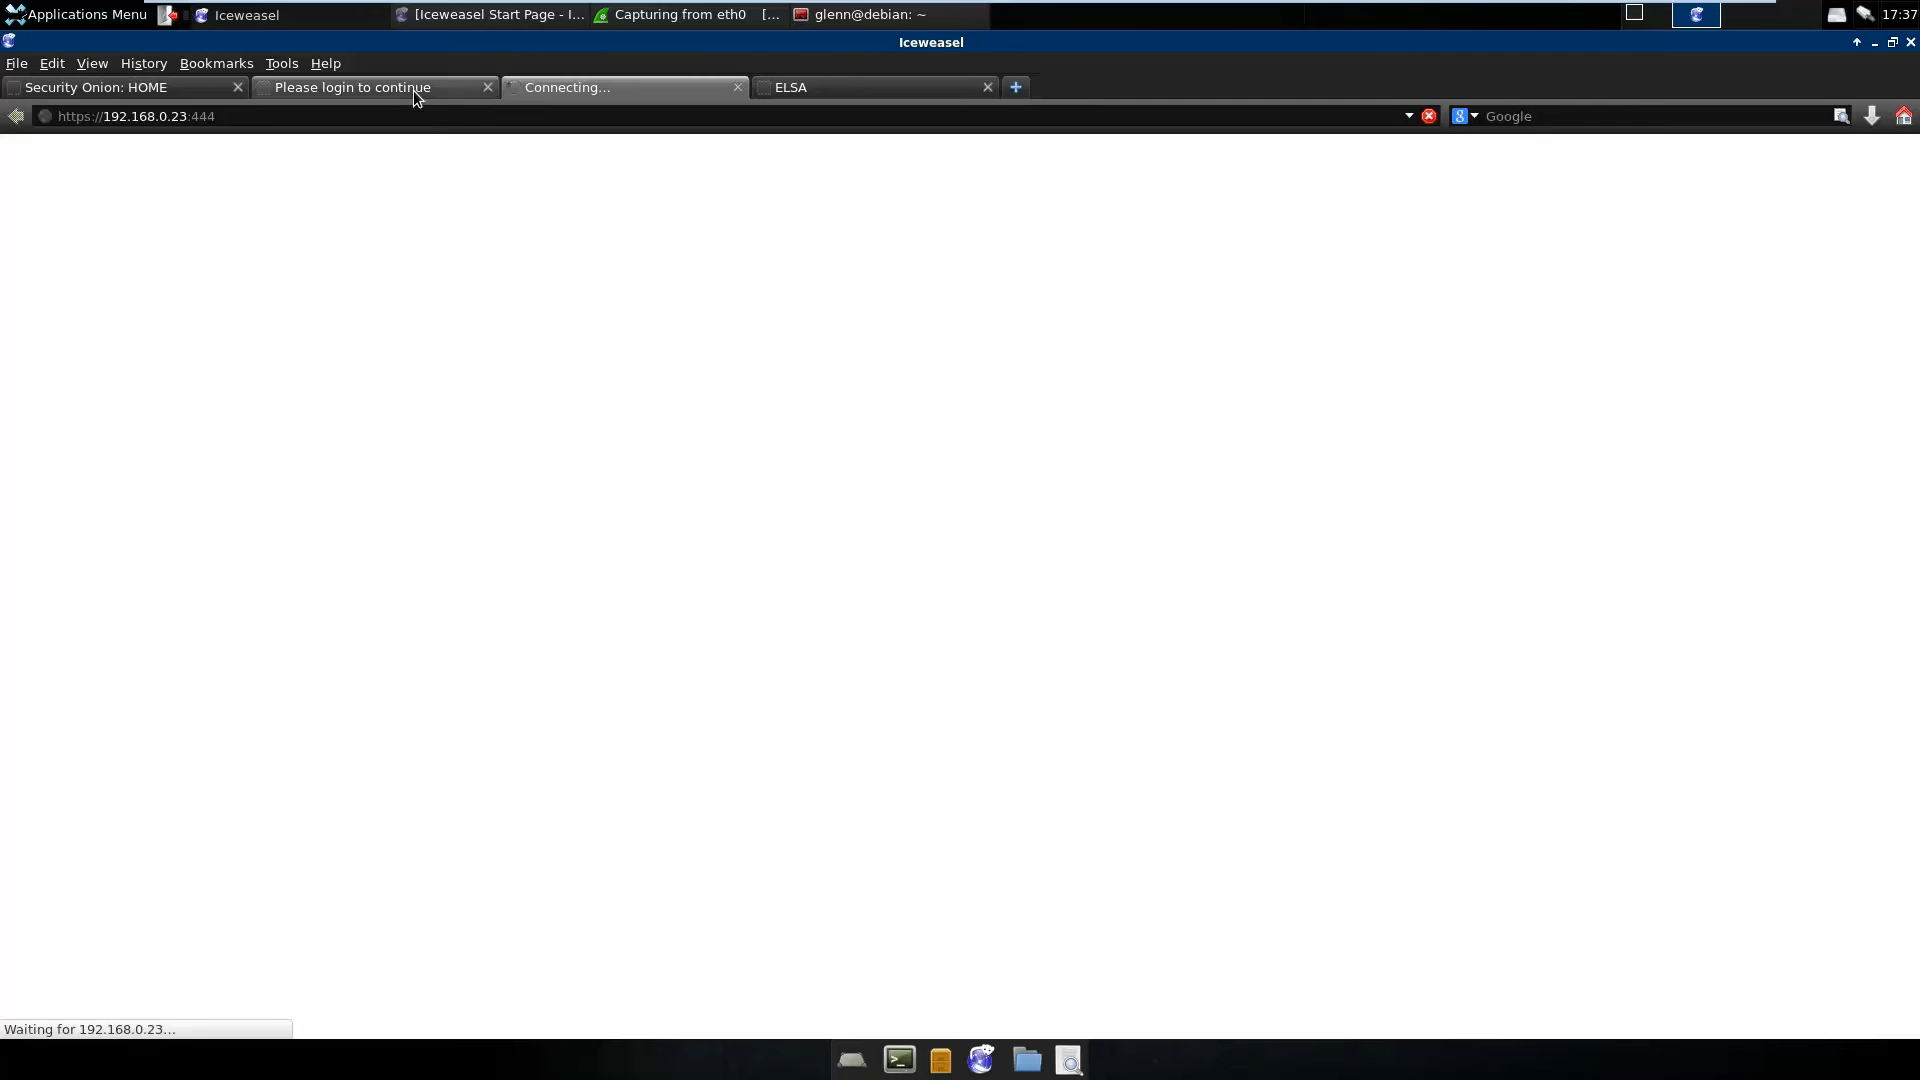 Applications Menu Iceweasel [Iceweasel Start Page - I... Capturing from eth0 [... glenn@debian: ~ 17:37
Iceweasel
File Edit View History Bookmarks Tools Help
Security Onion: HOME Please login to continue Connecting... ELSA
https://192.168.0.23:444 Google
Waiting for 192.168.0.23...